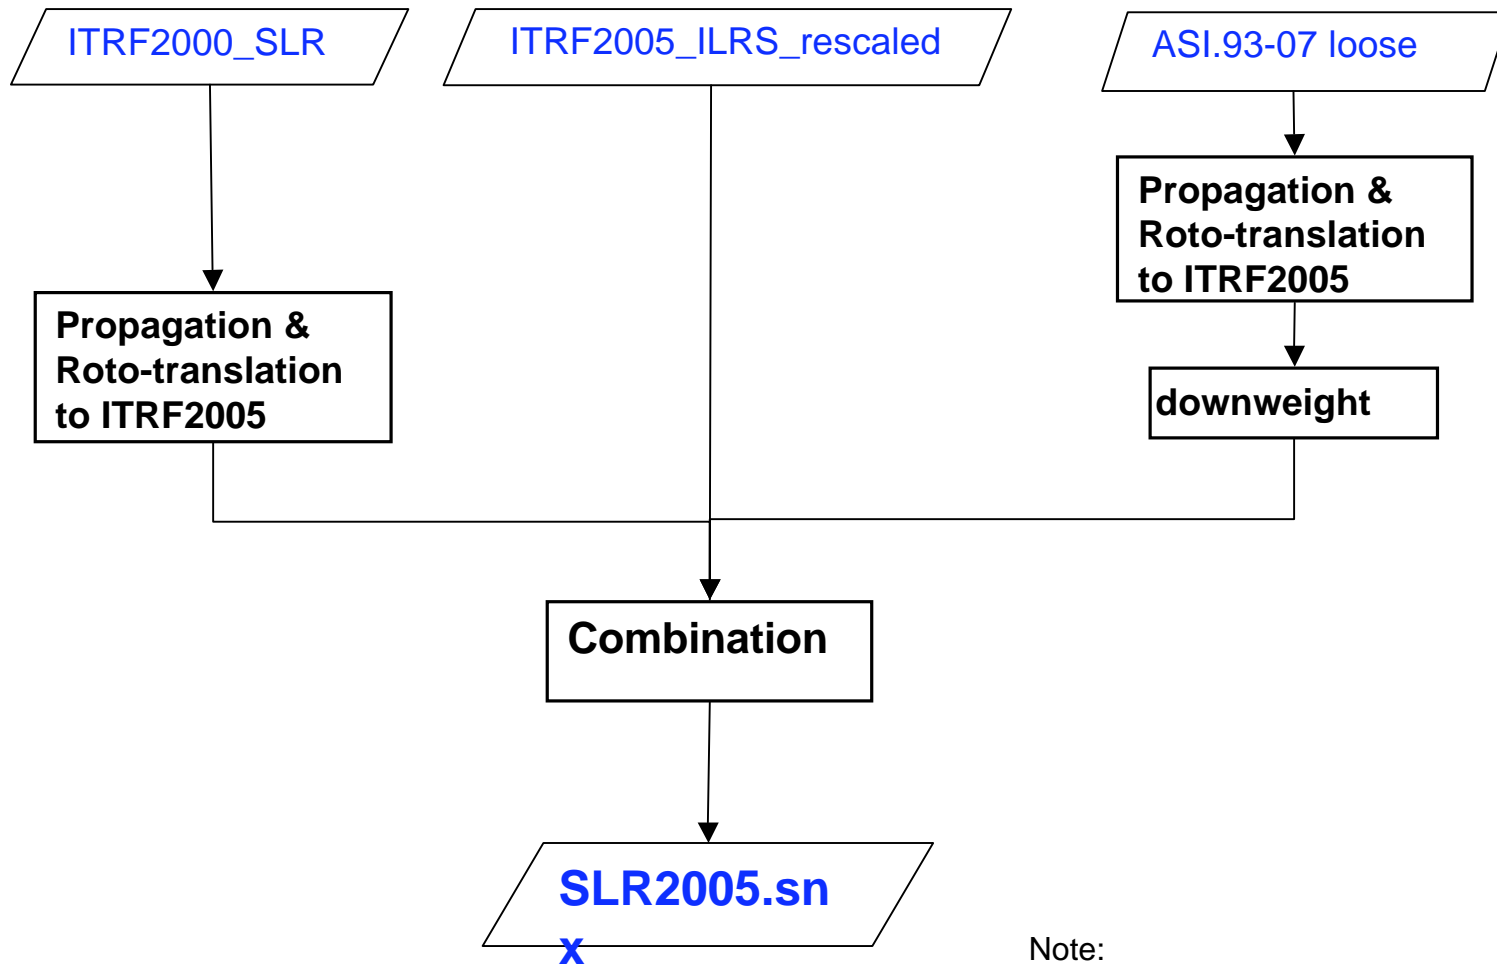 ITRF2000_SLR
ITRF2005_ILRS_rescaled
ASI.93-07 loose
Propagation &
Roto-translation
to ITRF2005
Propagation &
Roto-translation
to ITRF2005
downweight
Combination
SLR2005.sn
x
Note: